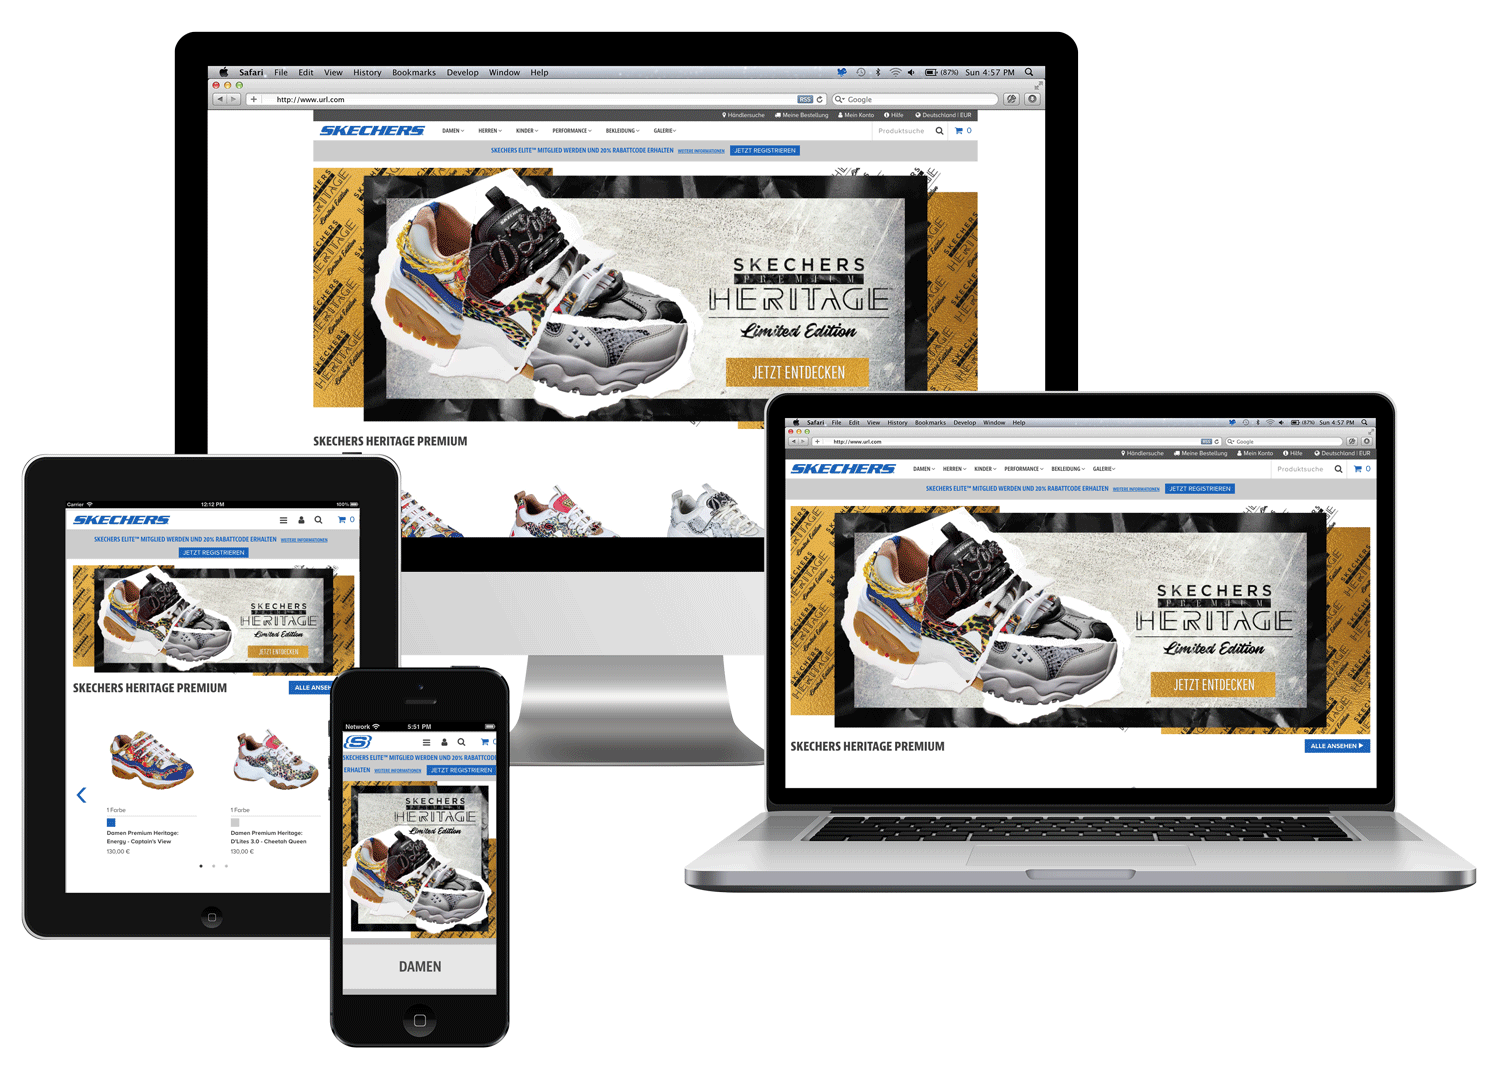 Safari File Edit View History Bookmarks Develop Window Help (87%) Sun 4:57 PM
http://www.url.com RSS Google
Händlersuche Meine Bestellung Mein Konto Hilfe Deutschland | EUR
SKECHERS DAMEN HERREN KINDER PERFORMANCE BEKLEIDUNG GALERIE Produktsuche 0
SKECHERS ELITE™ MITGLIED WERDEN UND 20% RABATTCODE ERHALTEN WEITERE INFORMATIONEN JETZT REGISTRIEREN
SKECHERS
PREMIUM
HERITAGE
Limited Edition
JETZT ENTDECKEN
SKECHERS HERITAGE PREMIUM
Safari File Edit View History Bookmarks Develop Window Help (87%) Sun 4:57 PM
http://www.url.com RSS Google
Händlersuche Meine Bestellung Mein Konto Hilfe Deutschland | EUR
SKECHERS DAMEN HERREN KINDER PERFORMANCE BEKLEIDUNG GALERIE Produktsuche 0
SKECHERS ELITE™ MITGLIED WERDEN UND 20% RABATTCODE ERHALTEN WEITERE INFORMATIONEN JETZT REGISTRIEREN
SKECHERS
PREMIUM
HERITAGE
Limited Edition
JETZT ENTDECKEN
SKECHERS HERITAGE PREMIUM ALLE ANSEHEN
Carrier 12:12 PM 100%
SKECHERS 0
SKECHERS ELITE™ MITGLIED WERDEN UND 20% RABATTCODE ERHALTEN WEITERE INFORMATIONEN
JETZT REGISTRIEREN
SKECHERS
PREMIUM
HERITAGE
Limited Edition
JETZT ENTDECKEN
SKECHERS HERITAGE PREMIUM ALLE ANSEH
1 Farbe 1 Farbe
Damen Premium Heritage: Damen Premium Heritage:
Energy - Captain's View D'Lites 3.0 - Cheetah Queen
130,00 € 130,00 €
Network 5:51 PM
S 0
SKECHERS ELITE™ MITGLIED WERDEN UND 20% RABATTCODE
ERHALTEN WEITERE INFORMATIONEN JETZT REGISTRIEREN
SKECHERS
PREMIUM
HERITAGE
Limited Edition
DAMEN